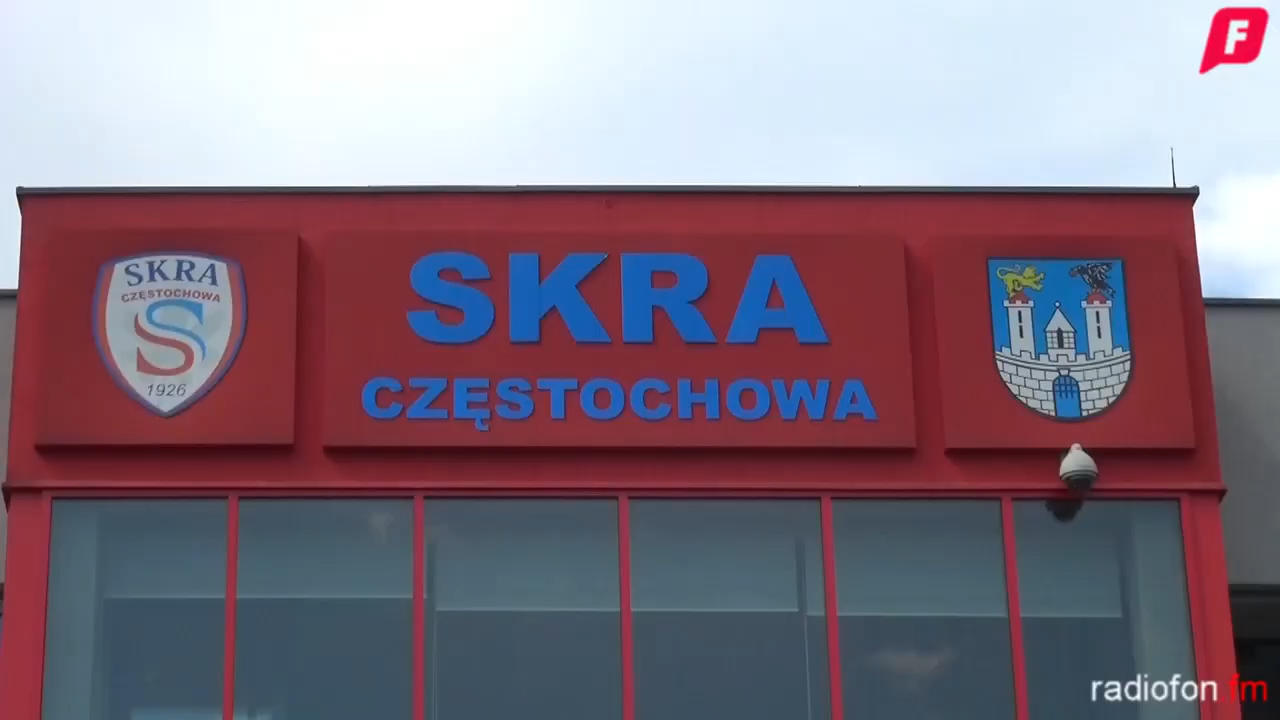 F
SKRA
CZĘSTOCHOWA
S
1926
SKRA
CZĘSTOCHOWA
radiofon.fm